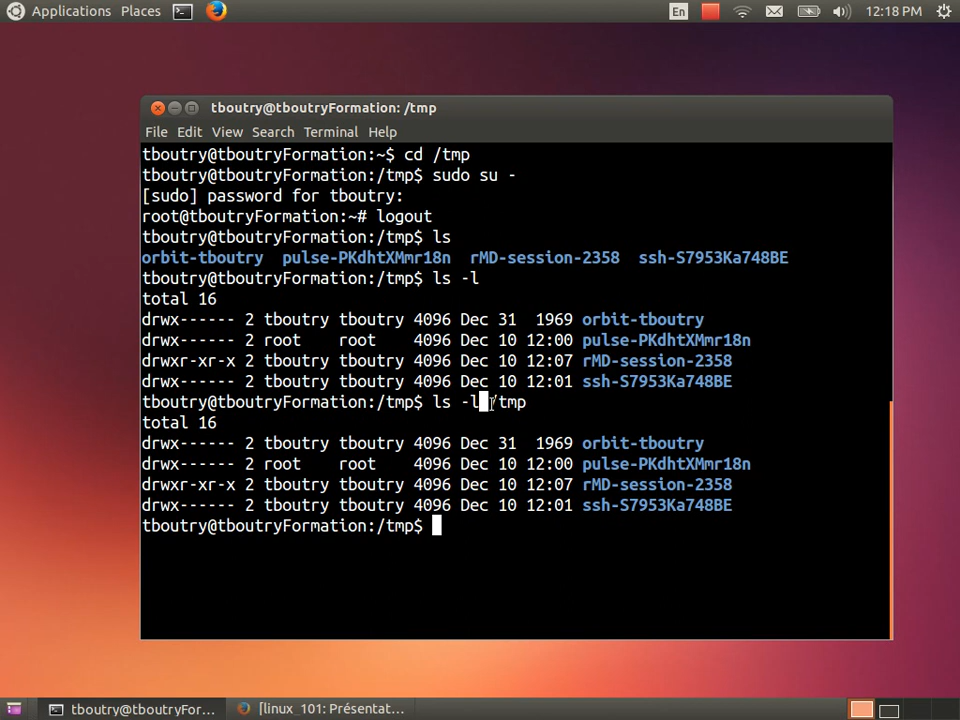 Applications Places En 12:18 PM
tboutry@tboutryFormation: /tmp
File Edit View Search Terminal Help
tboutry@tboutryFormation:~$ cd /tmp
tboutry@tboutryFormation:/tmp$ sudo su -
[sudo] password for tboutry:
root@tboutryFormation:~# logout
tboutry@tboutryFormation:/tmp$ ls
orbit-tboutry  pulse-PKdhtXMmr18n  rMD-session-2358  ssh-S7953Ka748BE
tboutry@tboutryFormation:/tmp$ ls -l
total 16
drwx------ 2 tboutry tboutry 4096 Dec 31  1969 orbit-tboutry
drwx------ 2 root    root    4096 Dec 10 12:00 pulse-PKdhtXMmr18n
drwxr-xr-x 2 tboutry tboutry 4096 Dec 10 12:07 rMD-session-2358
drwx------ 2 tboutry tboutry 4096 Dec 10 12:01 ssh-S7953Ka748BE
tboutry@tboutryFormation:/tmp$ ls -l /tmp
total 16
drwx------ 2 tboutry tboutry 4096 Dec 31  1969 orbit-tboutry
drwx------ 2 root    root    4096 Dec 10 12:00 pulse-PKdhtXMmr18n
drwxr-xr-x 2 tboutry tboutry 4096 Dec 10 12:07 rMD-session-2358
drwx------ 2 tboutry tboutry 4096 Dec 10 12:01 ssh-S7953Ka748BE
tboutry@tboutryFormation:/tmp$
tboutry@tboutryFor... [linux_101: Présentat...